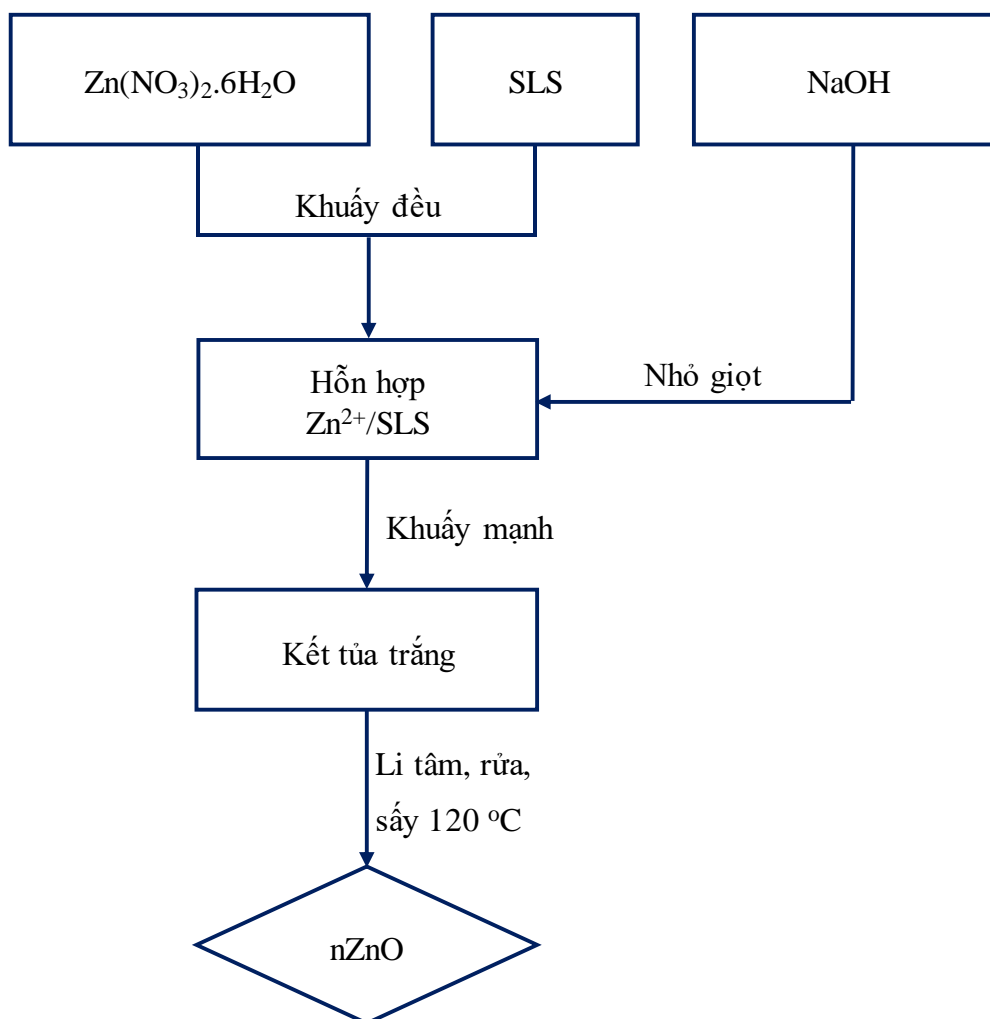 Zn(NO₃)₂.6H₂O
SLS
NaOH
Khuấy đều
Hỗn hợp
Zn²⁺/SLS
Nhỏ giọt
Khuấy mạnh
Kết tủa trắng
Li tâm, rửa,
sấy 120 ᵒC
nZnO